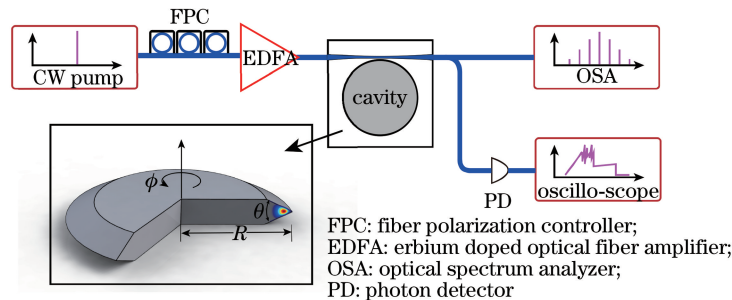 FPC
EDFA
CW pump
OSA
cavity
oscillo-scope
PD
ϕ
θ
R
FPC: fiber polarization controller;
EDFA: erbium doped optical fiber amplifier;
OSA: optical spectrum analyzer;
PD: photon detector